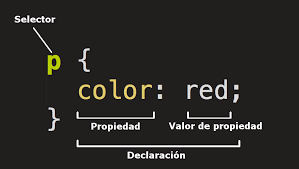 Selector
p {
color: red;
}
Propiedad
Valor de propiedad
Declaración